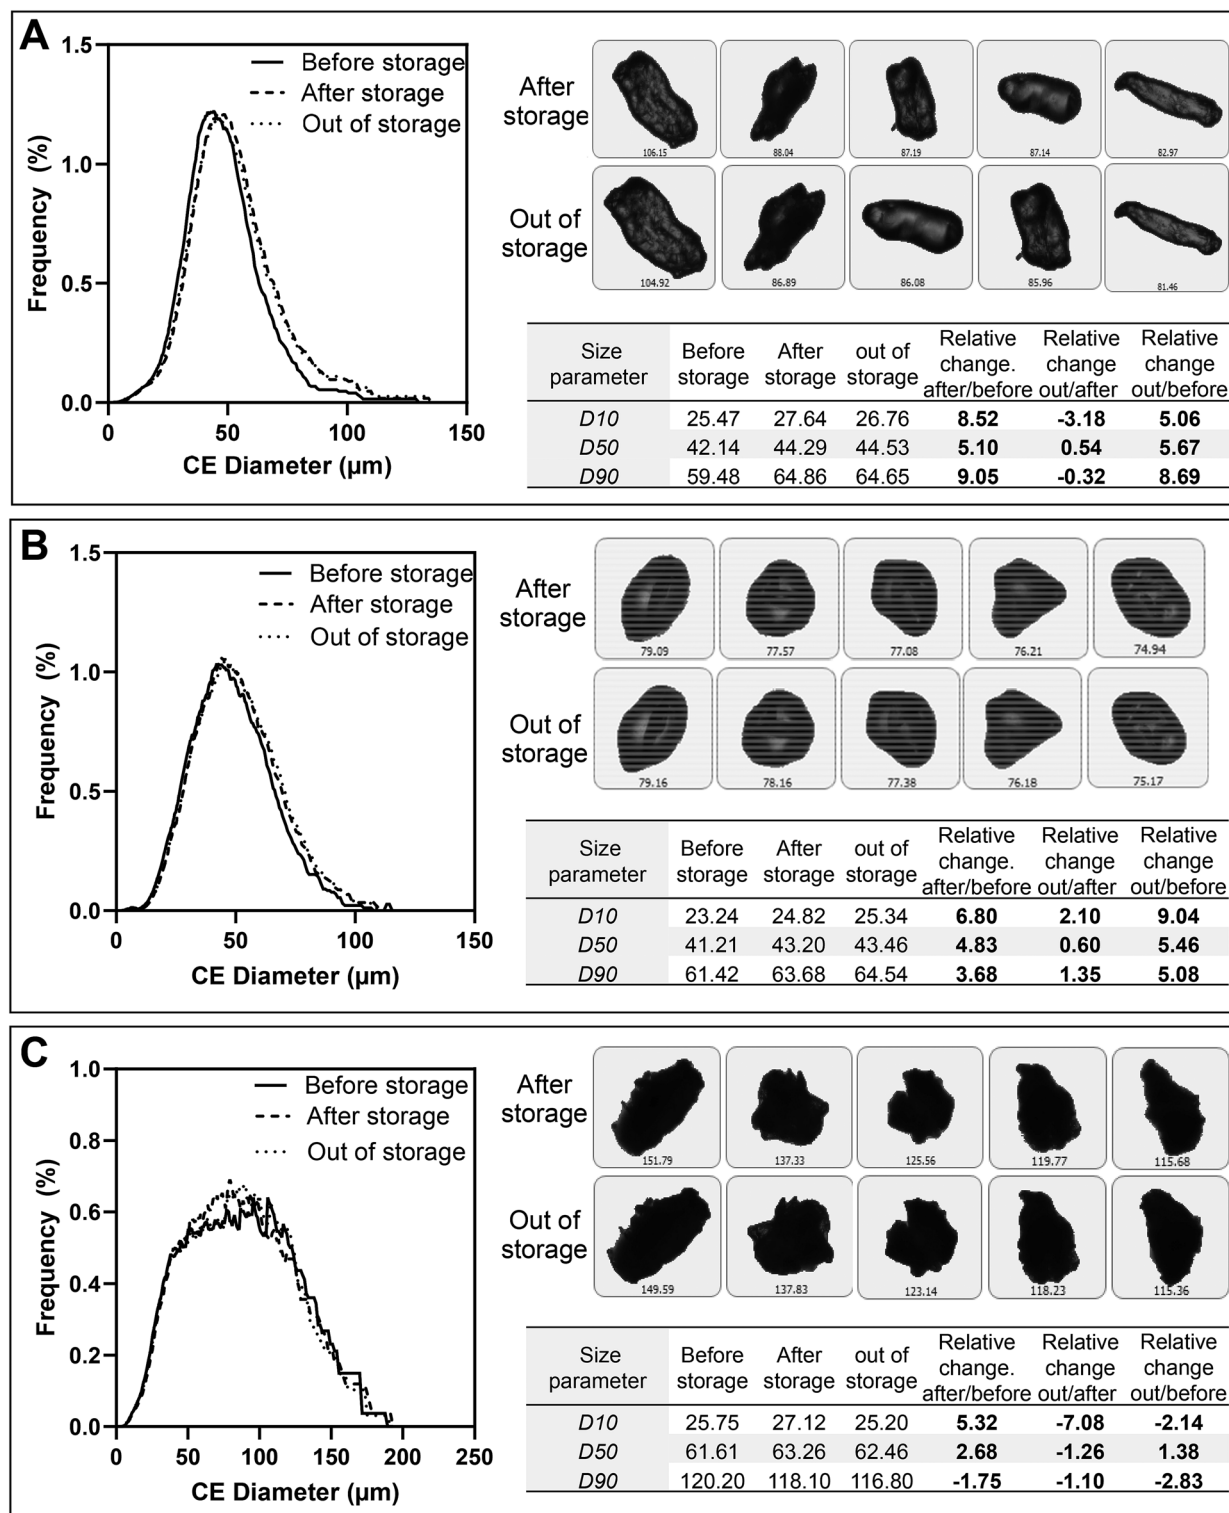 A
1.5
1.0
0.5
0.0
Frequency (%)
0 50 100 150
CE Diameter (μm)
Before storage
After storage
Out of storage
After
storage
106.15 88.04 87.19 87.14 82.97
Out of
storage
104.92 86.89 86.08 85.96 81.46
Size
parameter
Before
storage
After
storage
out of
storage
Relative
change.
after/before
Relative
change
out/after
Relative
change
out/before
D10 25.47 27.64 26.76 8.52 -3.18 5.06
D50 42.14 44.29 44.53 5.10 0.54 5.67
D90 59.48 64.86 64.65 9.05 -0.32 8.69
B
1.5
1.0
0.5
0.0
Frequency (%)
0 50 100 150
CE Diameter (μm)
Before storage
After storage
Out of storage
After
storage
79.09 77.57 77.08 76.21 74.94
Out of
storage
79.16 78.16 77.38 76.18 75.17
Size
parameter
Before
storage
After
storage
out of
storage
Relative
change.
after/before
Relative
change
out/after
Relative
change
out/before
D10 23.24 24.82 25.34 6.80 2.10 9.04
D50 41.21 43.20 43.46 4.83 0.60 5.46
D90 61.42 63.68 64.54 3.68 1.35 5.08
C
1.0
0.8
0.6
0.4
0.2
0.0
Frequency (%)
0 50 100 150 200 250
CE Diameter (μm)
Before storage
After storage
Out of storage
After
storage
151.79 137.33 125.56 119.77 115.68
Out of
storage
149.59 137.83 123.14 118.23 115.36
Size
parameter
Before
storage
After
storage
out of
storage
Relative
change.
after/before
Relative
change
out/after
Relative
change
out/before
D10 25.75 27.12 25.20 5.32 -7.08 -2.14
D50 61.61 63.26 62.46 2.68 -1.26 1.38
D90 120.20 118.10 116.80 -1.75 -1.10 -2.83